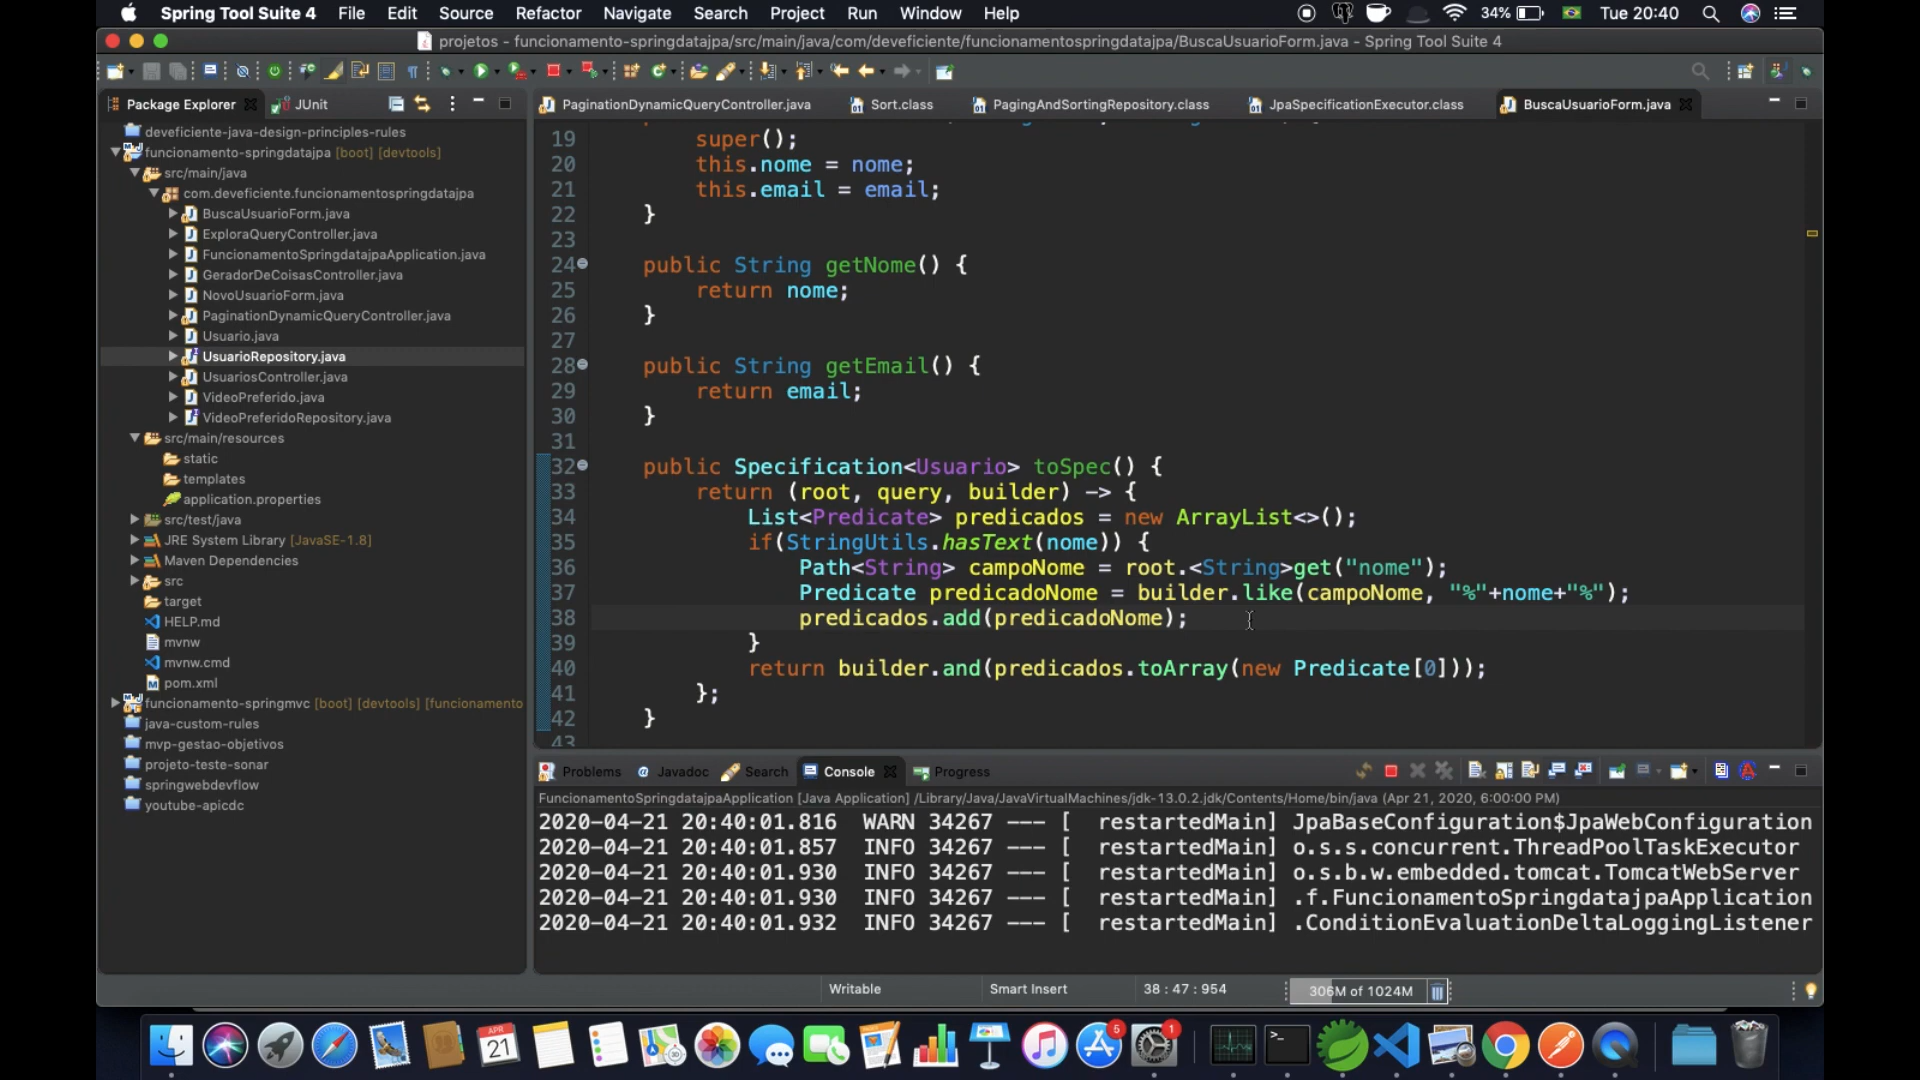 Spring Tool Suite 4 File Edit Source Refactor Navigate Search Project Run Window Help 34% Tue 20:40
projetos - funcionamento-springdatajpa/src/main/java/com/deveficiente/funcionamentospringdatajpa/BuscaUsuarioForm.java - Spring Tool Suite 4
Package Explorer JUnit
PaginationDynamicQueryController.java Sort.class PagingAndSortingRepository.class JpaSpecificationExecutor.class BuscaUsuarioForm.java
deveficiente-java-design-principles-rules
funcionamento-springdatajpa [boot] [devtools]
src/main/java
com.deveficiente.funcionamentospringdatajpa
BuscaUsuarioForm.java
ExploraQueryController.java
FuncionamentoSpringdatajpaApplication.java
GeradorDeCoisasController.java
NovoUsuarioForm.java
PaginationDynamicQueryController.java
Usuario.java
UsuarioRepository.java
UsuariosController.java
VideoPreferido.java
VideoPreferidoRepository.java
src/main/resources
static
templates
application.properties
src/test/java
JRE System Library [JavaSE-1.8]
Maven Dependencies
src
target
HELP.md
mvnw
mvnw.cmd
pom.xml
funcionamento-springmvc [boot] [devtools] [funcionamento
java-custom-rules
mvp-gestao-objetivos
projeto-teste-sonar
springwebdevflow
youtube-apicdc
19 super();
20 this.nome = nome;
21 this.email = email;
22 }
23
24 public String getNome() {
25 return nome;
26 }
27
28 public String getEmail() {
29 return email;
30 }
31
32 public Specification<Usuario> toSpec() {
33 return (root, query, builder) -> {
34 List<Predicate> predicados = new ArrayList<>();
35 if(StringUtils.hasText(nome)) {
36 Path<String> campoNome = root.<String>get("nome");
37 Predicate predicadoNome = builder.like(campoNome, "%"+nome+"%");
38 predicados.add(predicadoNome);
39 }
40 return builder.and(predicados.toArray(new Predicate[0]));
41 };
42 }
43
Problems Javadoc Search Console Progress
FuncionamentoSpringdatajpaApplication [Java Application] /Library/Java/JavaVirtualMachines/jdk-13.0.2.jdk/Contents/Home/bin/java (Apr 21, 2020, 6:00:00 PM)
2020-04-21 20:40:01.816 WARN 34267 --- [ restartedMain] JpaBaseConfiguration$JpaWebConfiguration
2020-04-21 20:40:01.857 INFO 34267 --- [ restartedMain] o.s.s.concurrent.ThreadPoolTaskExecutor
2020-04-21 20:40:01.930 INFO 34267 --- [ restartedMain] o.s.b.w.embedded.tomcat.TomcatWebServer
2020-04-21 20:40:01.930 INFO 34267 --- [ restartedMain] .f.FuncionamentoSpringdatajpaApplication
2020-04-21 20:40:01.932 INFO 34267 --- [ restartedMain] .ConditionEvaluationDeltaLoggingListener
Writable Smart Insert 38 : 47 : 954 306M of 1024M
APR 21 5 1